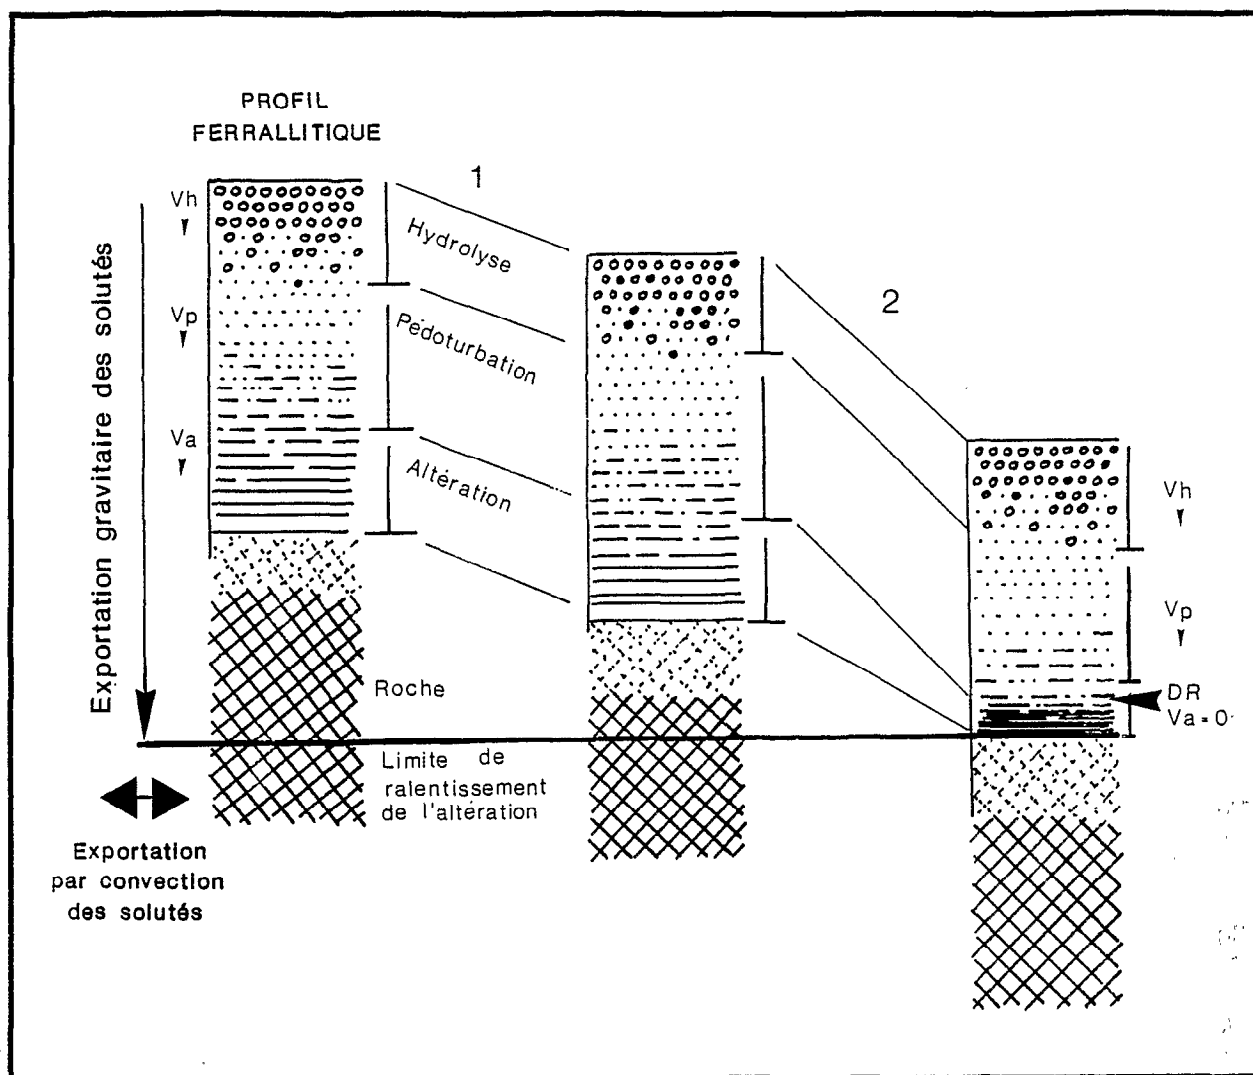 PROFIL
FERRALLITIQUE
1
Vh
Hydrolyse
2
Vp
Pédoturbation
Va
Altération
Exportation gravitaire des solutés
Vh
Vp
DR
Va = 0
Roche
Limite de
ralentissement
de l'altération
Exportation
par convection
des solutés